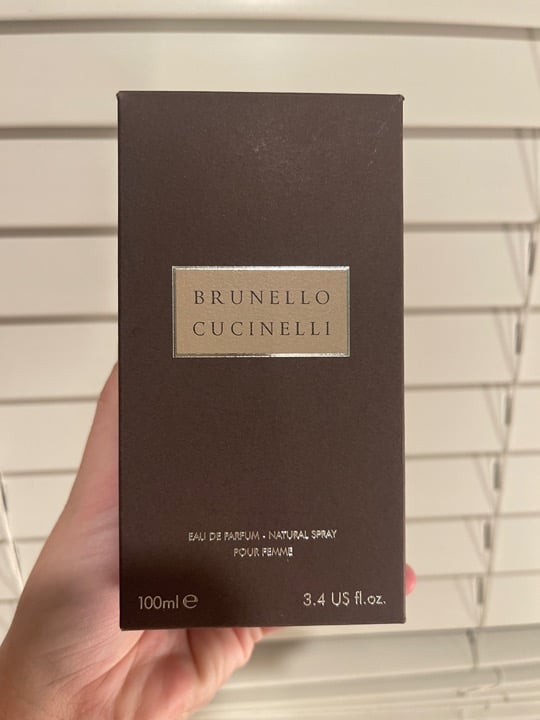 BRUNELLO
CUCINELLI
EAU DE PARFUM • NATURAL SPRAY
POUR FEMME
100ml ℮ 3.4 US fl.oz.